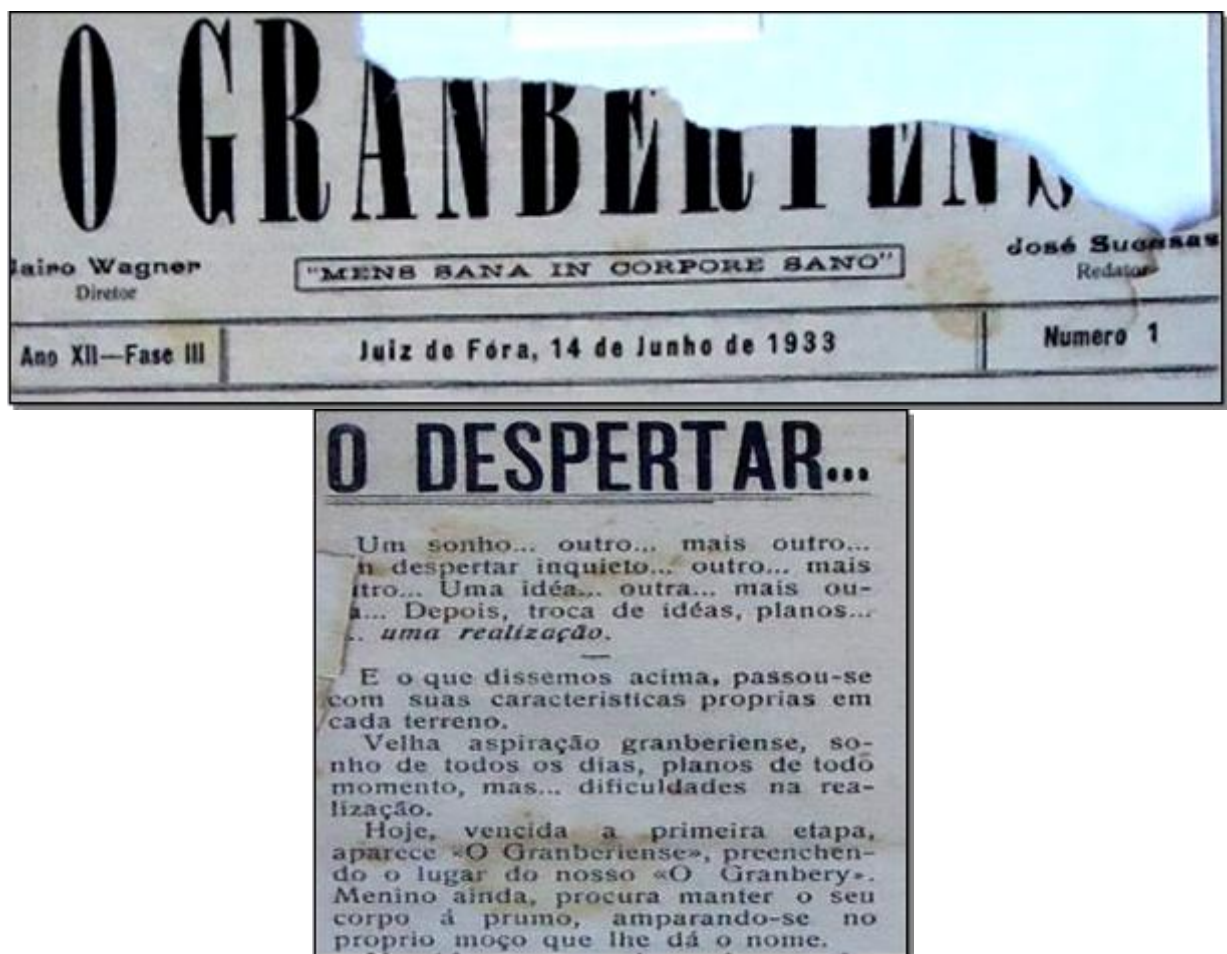 O GRANBERIENS
Jairo Wagner
Diretor
"MENS SANA IN CORPORE SANO"
José Sucasas
Redator
Ano XII—Fase III
Juiz de Fóra, 14 de Junho de 1933
Numero 1
O DESPERTAR...
Um sonho... outro... mais outro...
despertar inquieto... outro... mais
utro... Uma idéa... outra... mais ou-
a... Depois, troca de idéas, planos...
... uma realização.
E o que dissemos acima, passou-se
com suas caracteristicas proprias em
cada terreno.
Velha aspiração granberiense, so-
nho de todos os dias, planos de todo
momento, mas... dificuldades na rea-
lização.
Hoje, vencida a primeira etapa,
aparece «O Granberiense», preenchen-
do o lugar do nosso «O Granbery».
Menino ainda, procura manter o seu
corpo á prumo, amparando-se no
proprio moço que lhe dá o nome.